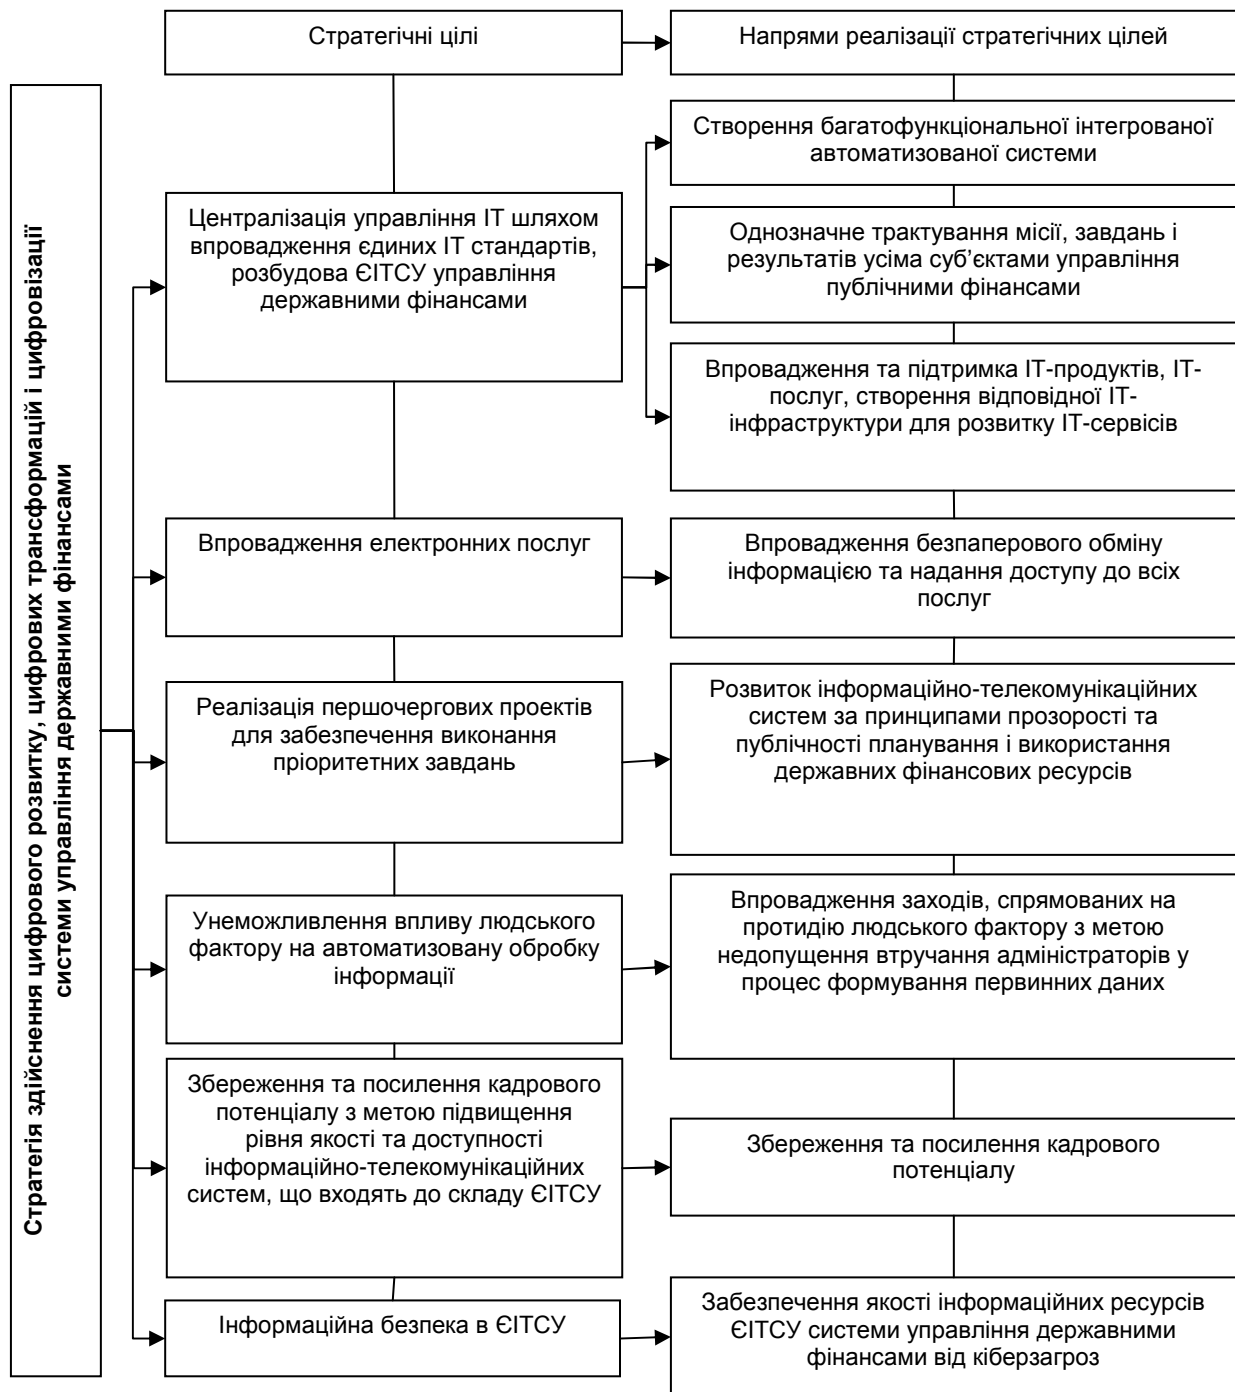 Стратегічні цілі
Напрями реалізації стратегічних цілей
Стратегія здійснення цифрового розвитку, цифрових трансформацій і цифровізації
системи управління державними фінансами
Централізація управління ІТ шляхом
впровадження єдиних ІТ стандартів,
розбудова ЄІТСУ управління
державними фінансами
Створення багатофункціональної інтегрованої
автоматизованої системи
Однозначне трактування місії, завдань і
результатів усіма суб’єктами управління
публічними фінансами
Впровадження та підтримка ІТ-продуктів, ІТ-
послуг, створення відповідної ІТ-
інфраструктури для розвитку ІТ-сервісів
Впровадження електронних послуг
Впровадження безпаперового обміну
інформацією та надання доступу до всіх
послуг
Реалізація першочергових проектів
для забезпечення виконання
пріоритетних завдань
Розвиток інформаційно-телекомунікаційних
систем за принципами прозорості та
публічності планування і використання
державних фінансових ресурсів
Унеможливлення впливу людського
фактору на автоматизовану обробку
інформації
Впровадження заходів, спрямованих на
протидію людського фактору з метою
недопущення втручання адміністраторів у
процес формування первинних даних
Збереження та посилення кадрового
потенціалу з метою підвищення
рівня якості та доступності
інформаційно-телекомунікаційних
систем, що входять до складу ЄІТСУ
Збереження та посилення кадрового
потенціалу
Інформаційна безпека в ЄІТСУ
Забезпечення якості інформаційних ресурсів
ЄІТСУ системи управління державними
фінансами від кіберзагроз